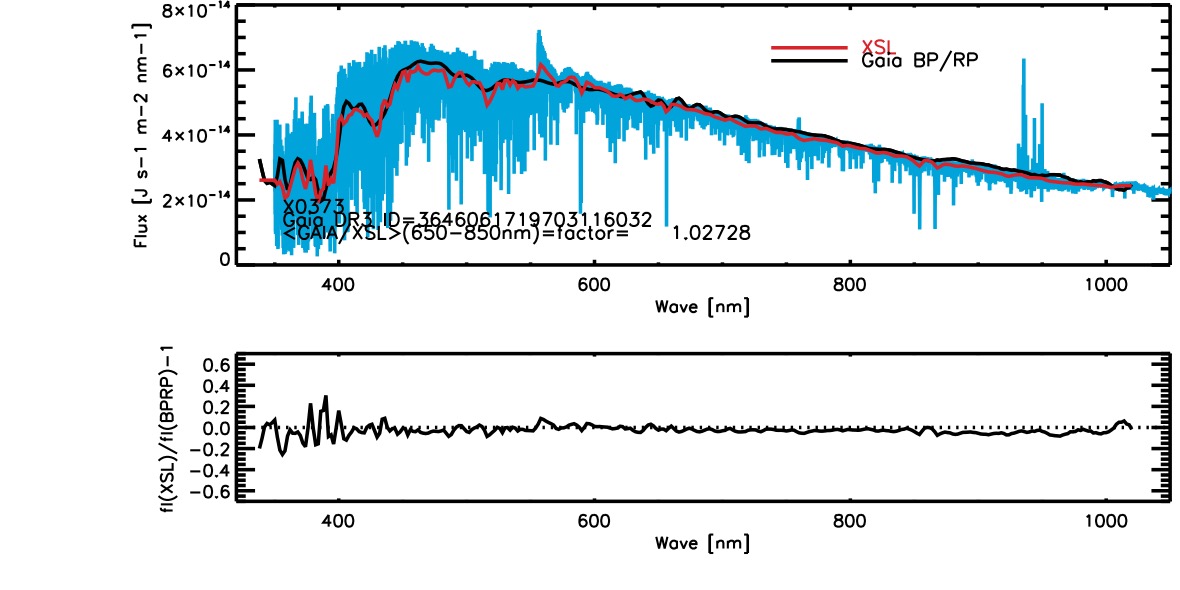 8×10−14
6×10−14
4×10−14
2×10−14
0
Flux [J s−1 m−2 nm−1]
XSL
Gaia BP/RP
X0373
Gaia DR3 ID=36460617197031116032
<GAIA/XSL>(650−850nm)=factor= 1.02728
400 600 800 1000
Wave [nm]
fl(XSL)/fl(BPRP)−1
0.6
0.4
0.2
0.0
−0.2
−0.4
−0.6
400 600 800 1000
Wave [nm]